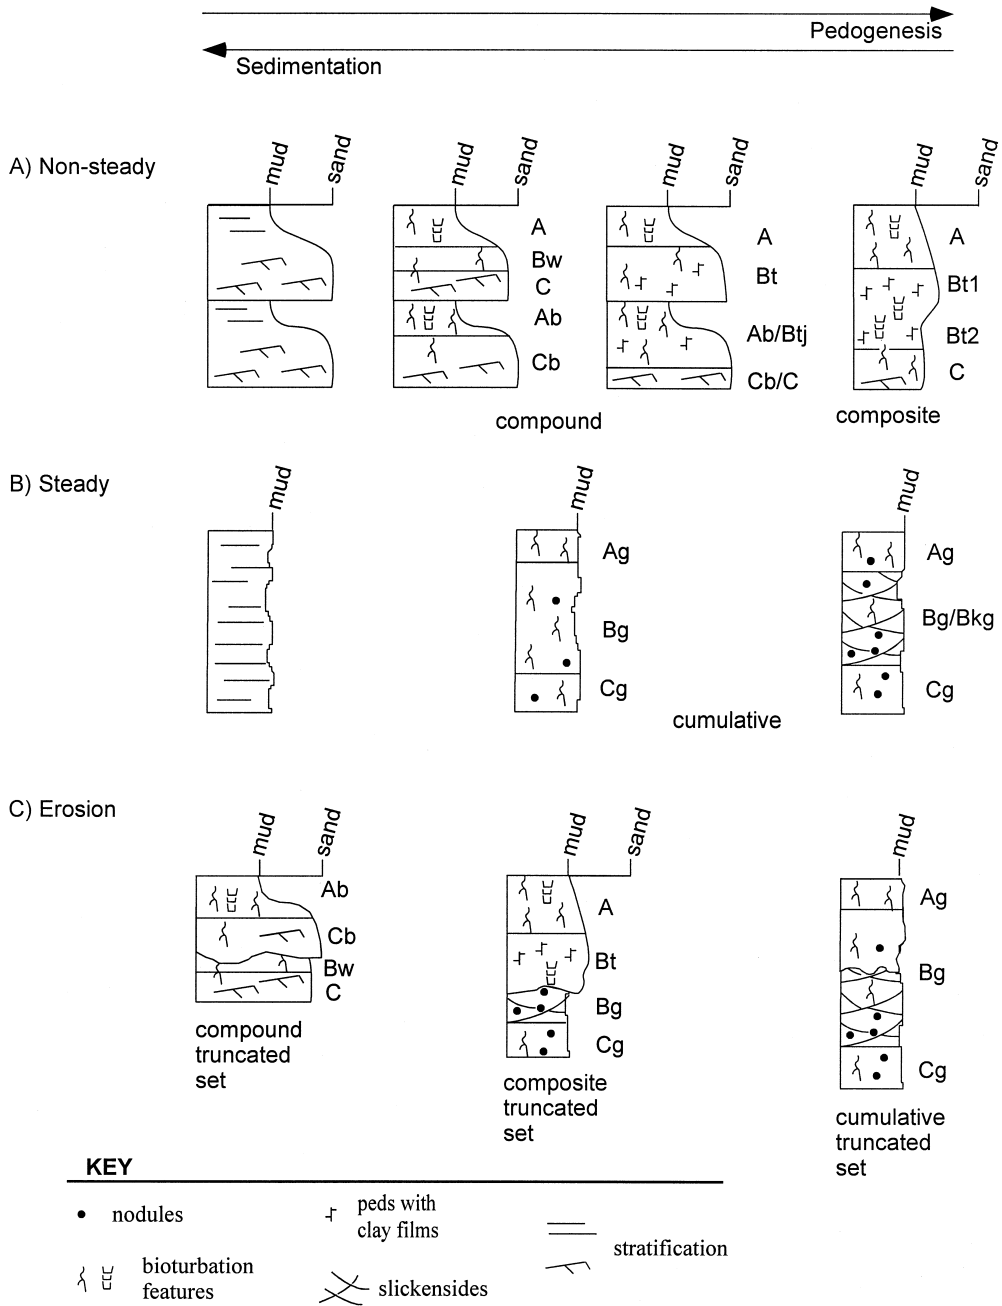 Pedogenesis
Sedimentation
A) Non-steady
mud
sand
mud
sand
mud
sand
mud
sand
A
Bw
C
Ab
Cb
A
Bt
Ab/Btj
Cb/C
A
Bt1
Bt2
C
compound
composite
B) Steady
mud
mud
mud
Ag
Bg
Cg
Ag
Bg/Bkg
Cg
cumulative
C) Erosion
mud
sand
mud
sand
mud
Ab
Cb
Bw
C
A
Bt
Bg
Cg
Ag
Bg
Cg
compound
truncated
set
composite
truncated
set
cumulative
truncated
set
KEY
nodules
peds with
clay films
stratification
bioturbation
features
slickensides